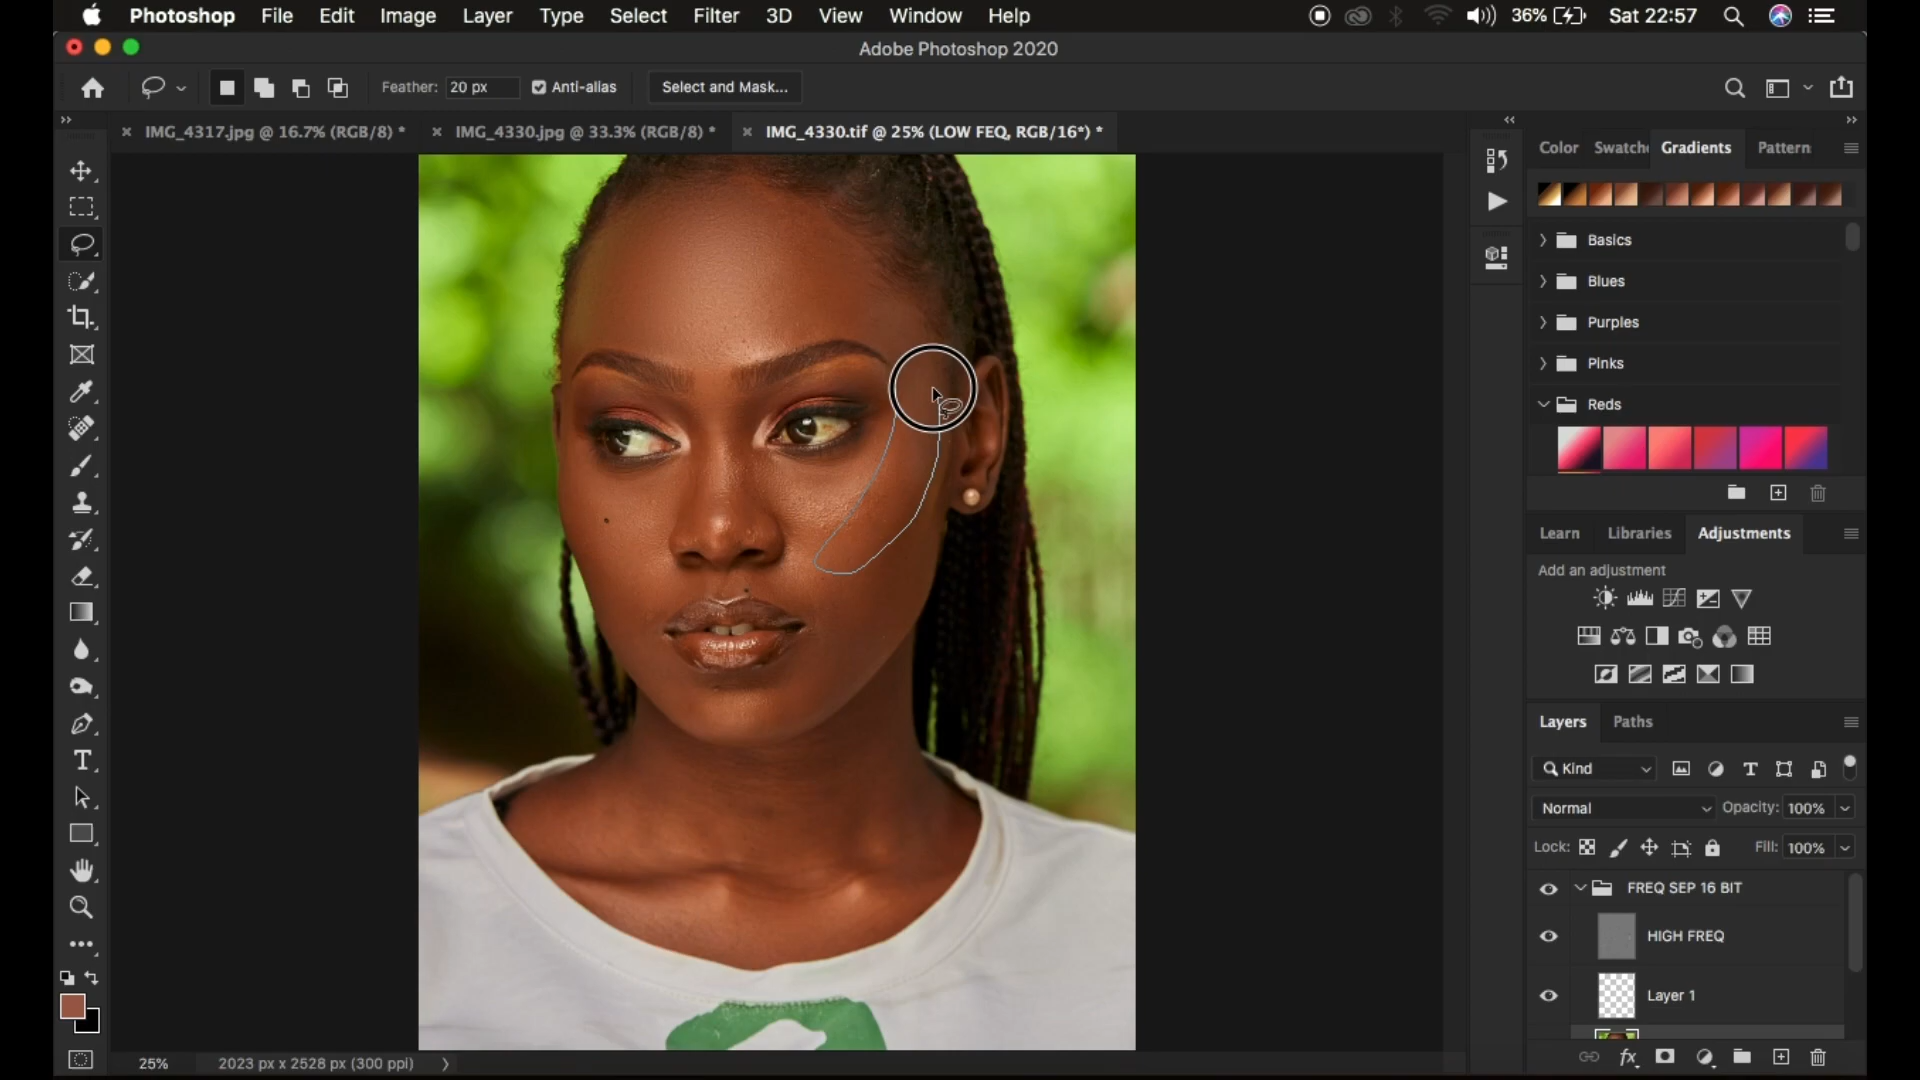 Photoshop File Edit Image Layer Type Select Filter 3D View Window Help 36% Sat 22:57
Adobe Photoshop 2020
Feather: 20 px Anti-alias Select and Mask...
IMG_4317.jpg @ 16.7% (RGB/8) * IMG_4330.jpg @ 33.3% (RGB/8) * IMG_4330.tif @ 25% (LOW FEQ, RGB/16*) *
Color Swatche Gradients Pattern
Basics
Blues
Purples
Pinks
Reds
Learn Libraries Adjustments
Add an adjustment
Layers Paths
Kind
Normal Opacity: 100%
Lock: Fill: 100%
FREQ SEP 16 BIT
HIGH FREQ
Layer 1
25% 2023 px x 2528 px (300 ppi)